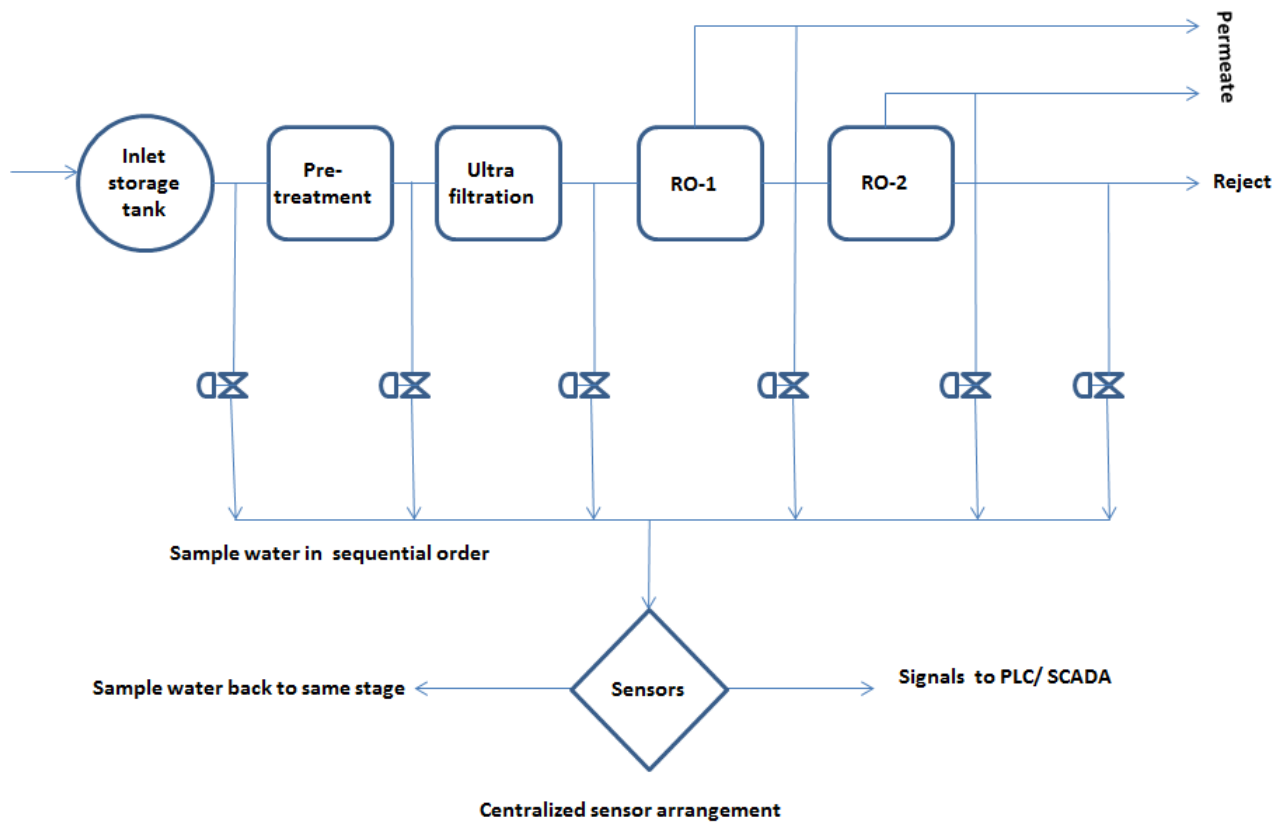 Permeate
Inlet
storage
tank
Pre-
treatment
Ultra
filtration
RO-1
RO-2
Reject
Sample water in  sequential order
Sample water back to same stage
Sensors
Signals  to PLC/ SCADA
Centralized sensor arrangement